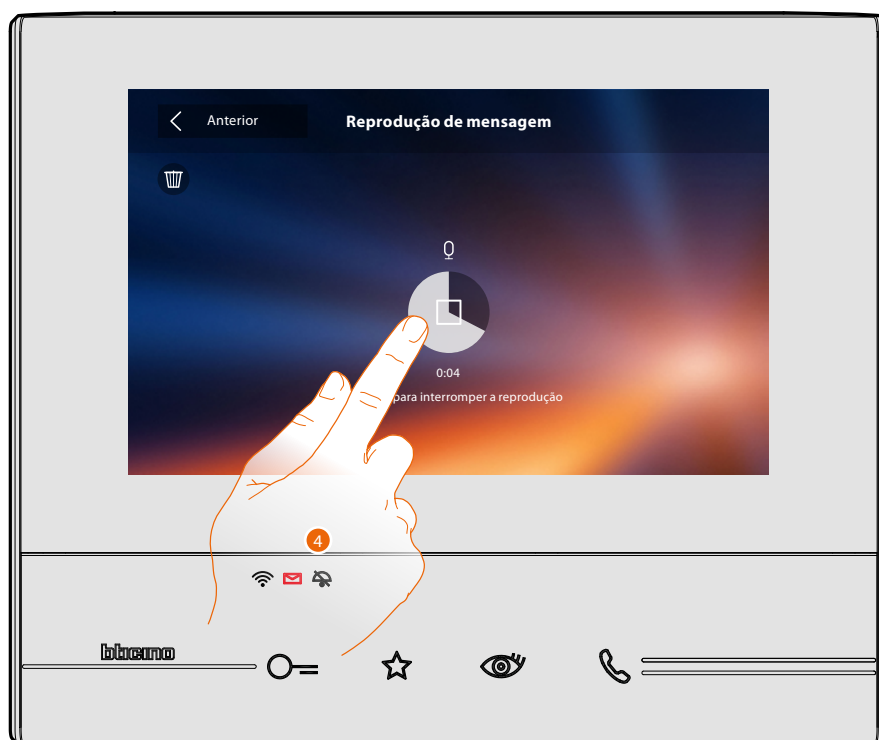 Anterior
Reprodução de mensagem
0:04
para interromper a reprodução
4
bticino